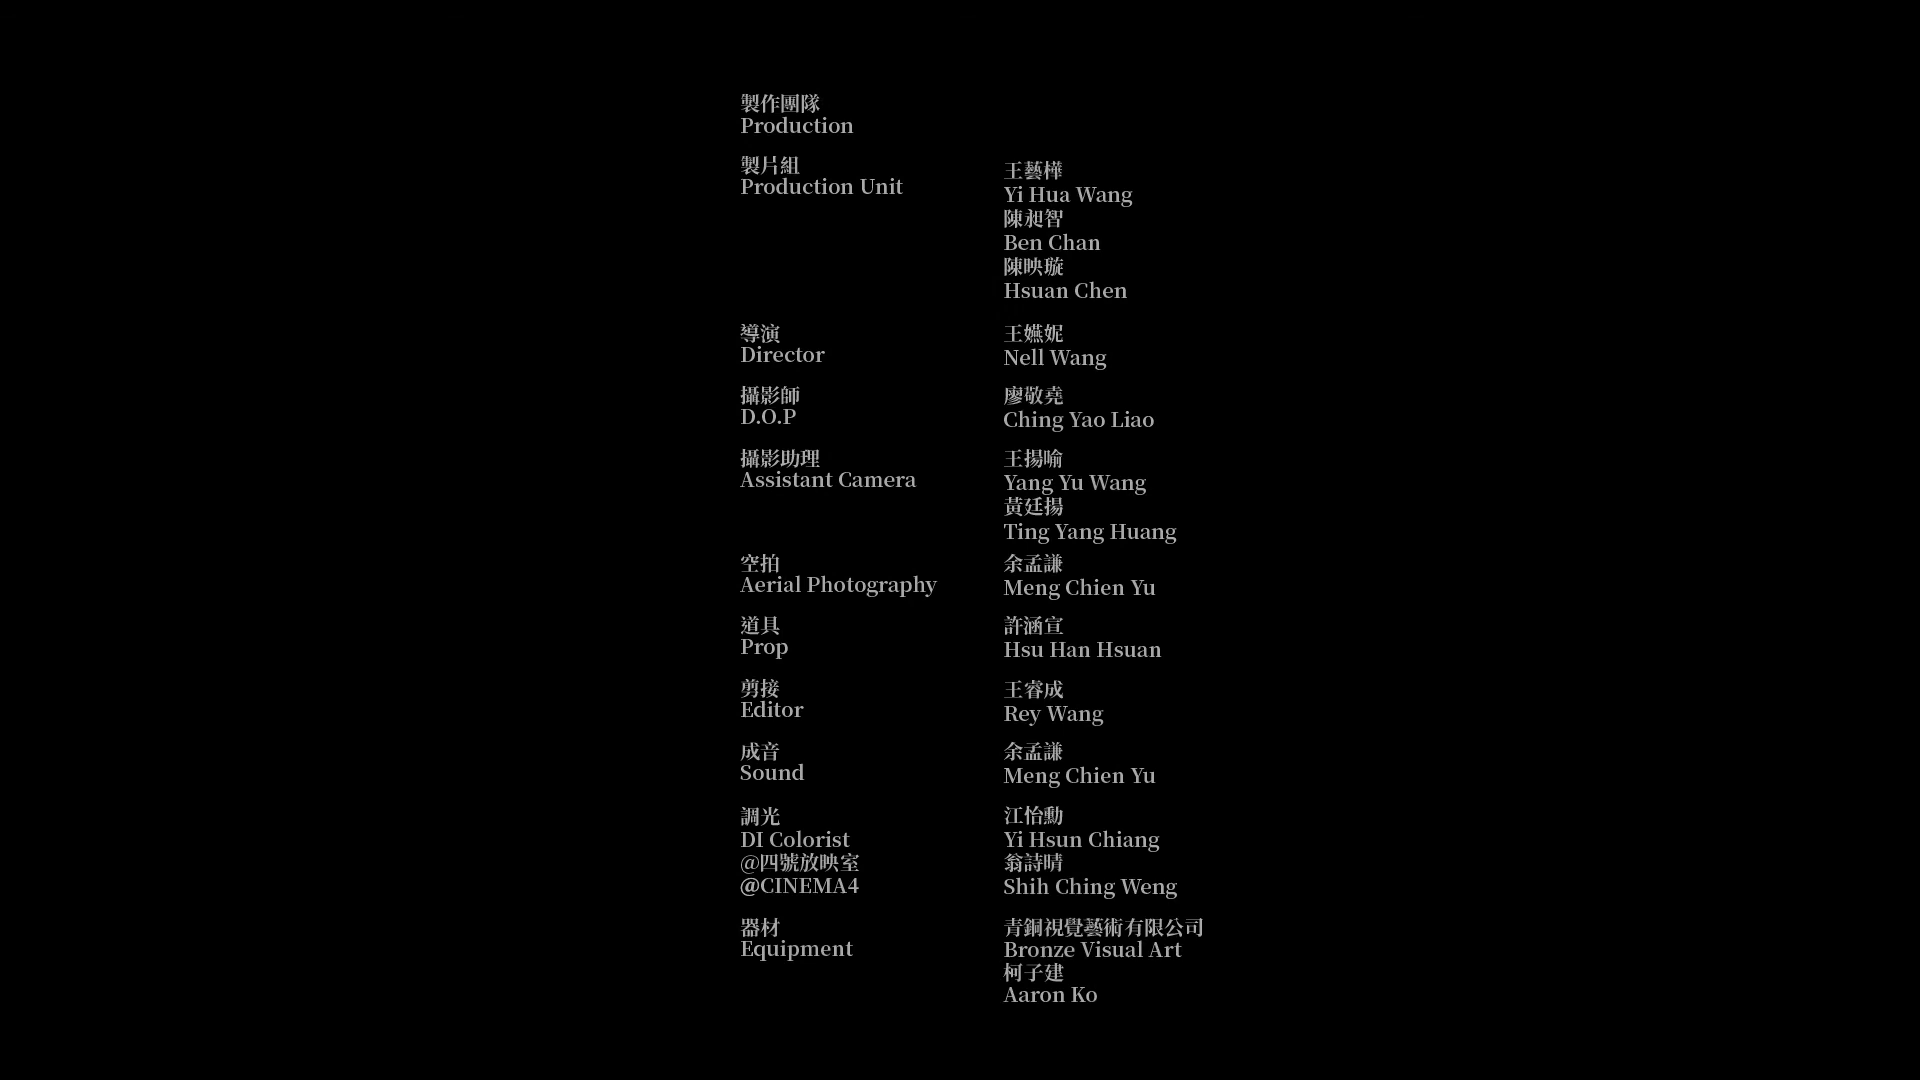 製作團隊
Production
製片組
Production Unit
王藝樺
Yi Hua Wang
陳昶智
Ben Chan
陳映璇
Hsuan Chen
導演
Director
王嬿妮
Nell Wang
攝影師
D.O.P
廖敬堯
Ching Yao Liao
攝影助理
Assistant Camera
王揚喻
Yang Yu Wang
黃廷揚
Ting Yang Huang
空拍
Aerial Photography
余孟謙
Meng Chien Yu
道具
Prop
許涵宣
Hsu Han Hsuan
剪接
Editor
王睿成
Rey Wang
成音
Sound
余孟謙
Meng Chien Yu
調光
DI Colorist
@四號放映室
@CINEMA4
江怡勳
Yi Hsun Chiang
翁詩晴
Shih Ching Weng
器材
Equipment
青銅視覺藝術有限公司
Bronze Visual Art
柯子建
Aaron Ko